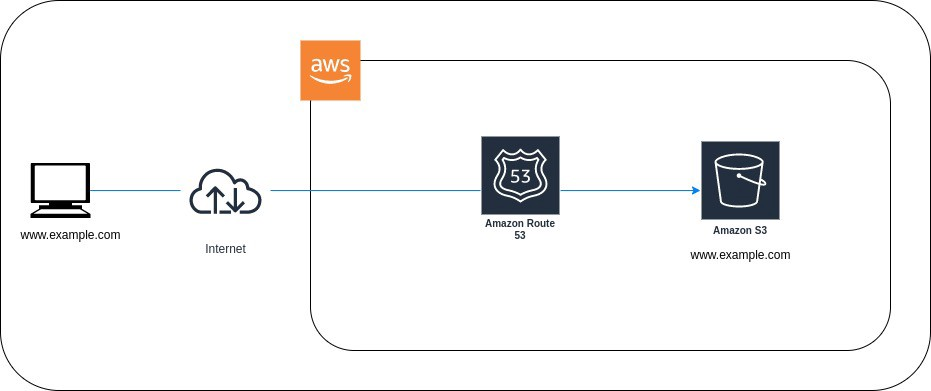 aws
53
www.example.com
Internet
Amazon Route
53
Amazon S3
www.example.com